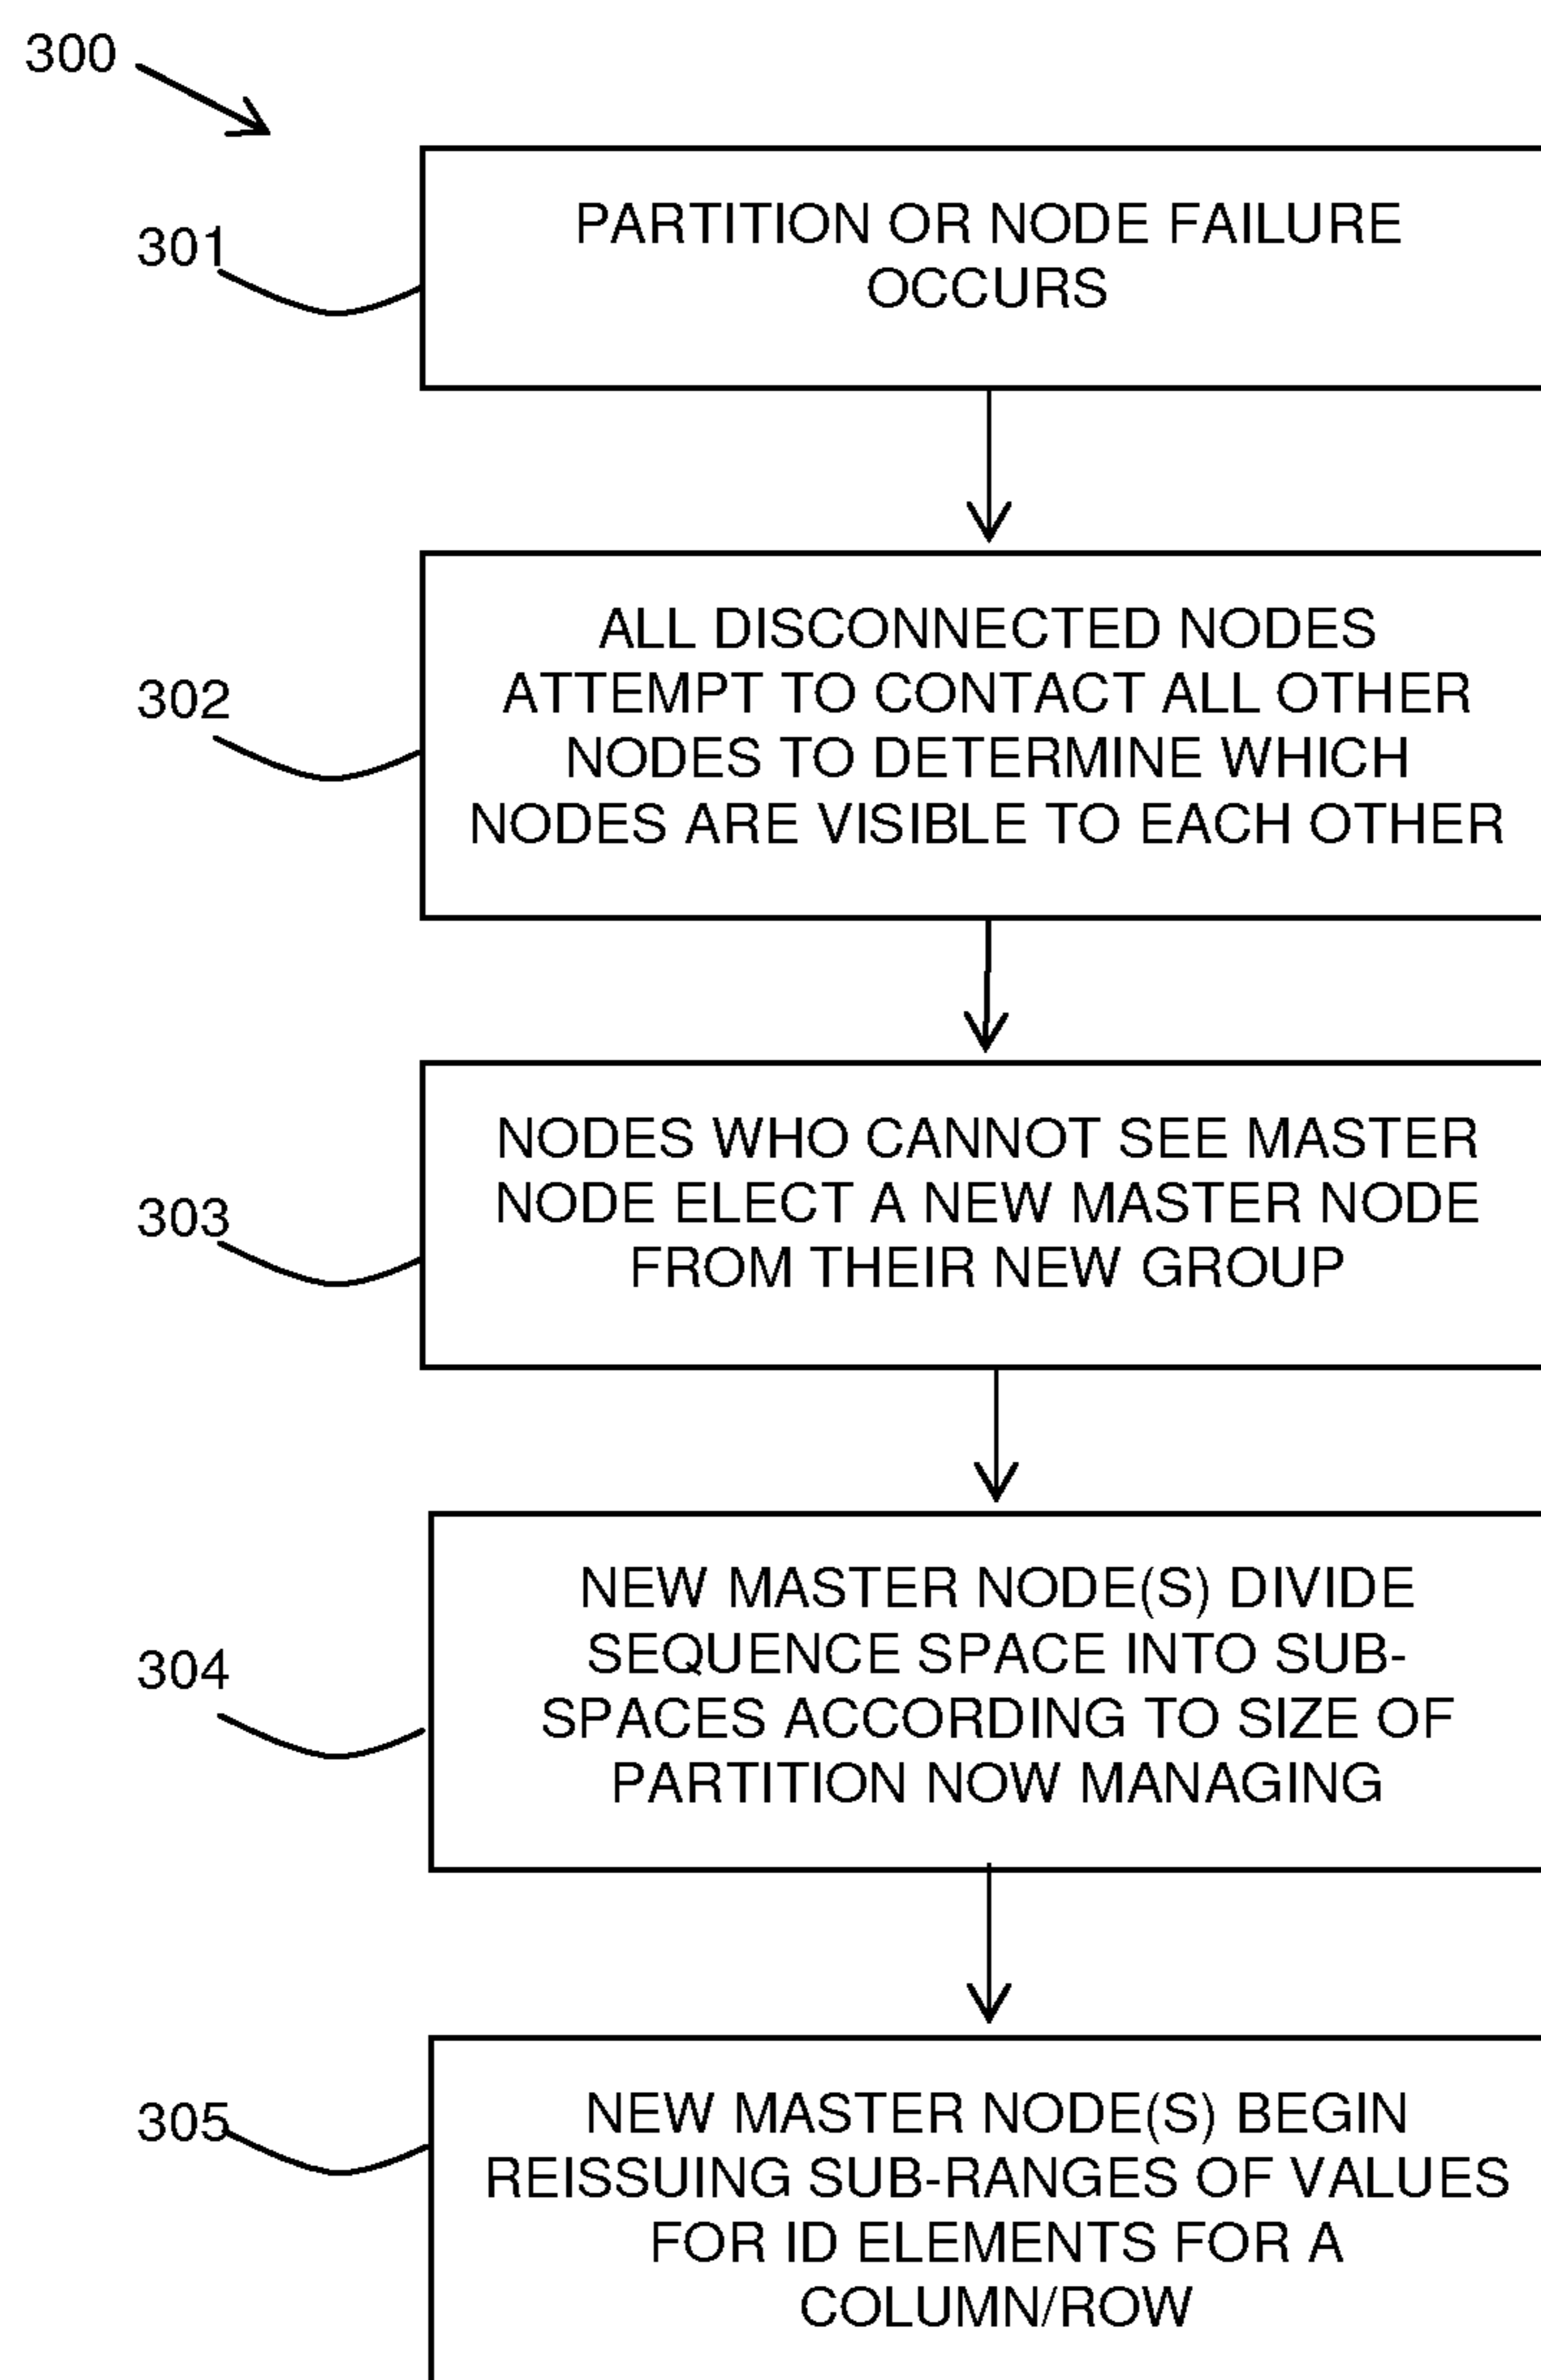 300
301
PARTITION OR NODE FAILURE
OCCURS
302
ALL DISCONNECTED NODES
ATTEMPT TO CONTACT ALL OTHER
NODES TO DETERMINE WHICH
NODES ARE VISIBLE TO EACH OTHER
303
NODES WHO CANNOT SEE MASTER
NODE ELECT A NEW MASTER NODE
FROM THEIR NEW GROUP
304
NEW MASTER NODE(S) DIVIDE
SEQUENCE SPACE INTO SUB-
SPACES ACCORDING TO SIZE OF
PARTITION NOW MANAGING
305
NEW MASTER NODE(S) BEGIN
REISSUING SUB-RANGES OF VALUES
FOR ID ELEMENTS FOR A
COLUMN/ROW